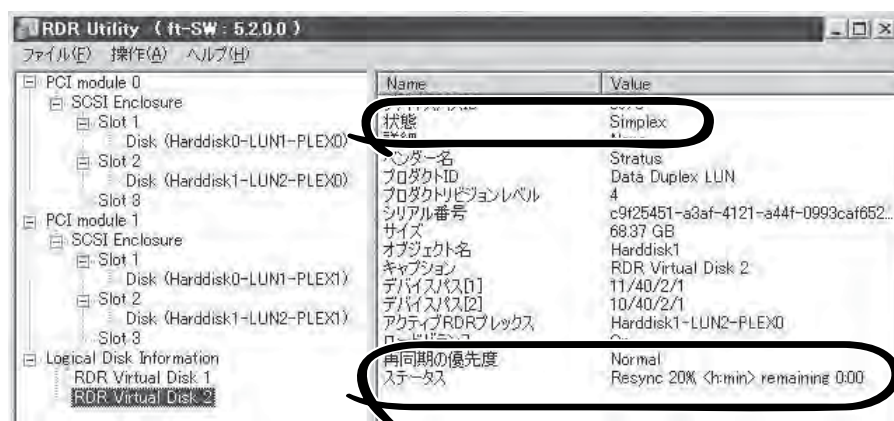 RDR Utility ( ft-SW : 5.2.0.0 )
ファイル(F) 操作(A) ヘルプ(H)
PCI module 0
SCSI Enclosure
Slot 1
Disk (Harddisk0-LUN1-PLEX0)
Slot 2
Disk (Harddisk1-LUN2-PLEX0)
Slot 3
PCI module 1
SCSI Enclosure
Slot 1
Disk (Harddisk0-LUN1-PLEX1)
Slot 2
Disk (Harddisk1-LUN2-PLEX1)
Slot 3
Logical Disk Information
RDR Virtual Disk 1
RDR Virtual Disk 2
Name Value
状態 Simplex
ベンダー名 Stratus
プロダクトID Data Duplex LUN
プロダクトリビジョンレベル 4
シリアル番号 c9f25451-a3af-4121-a44f-0993caf652...
サイズ 68.37 GB
オブジェクト名 Harddisk1
キャプション RDR Virtual Disk 2
デバイスパス[1] 11/40/2/1
デバイスパス[2] 10/40/2/1
アクティブRDRプレックス Harddisk1-LUN2-PLEX0
再同期の優先度 Normal
ステータス Resync 20% <h:min> remaining 0:00